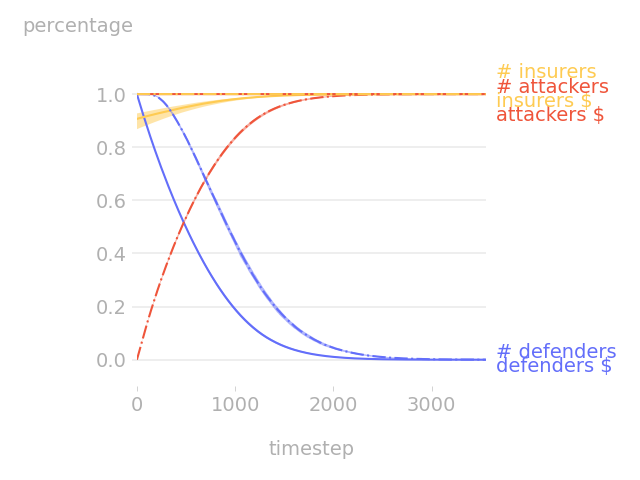 percentage
# insurers
# attackers
insurers $
attackers $
1.0
0.8
0.6
0.4
0.2
0.0
# defenders
defenders $
0
1000
2000
3000
timestep